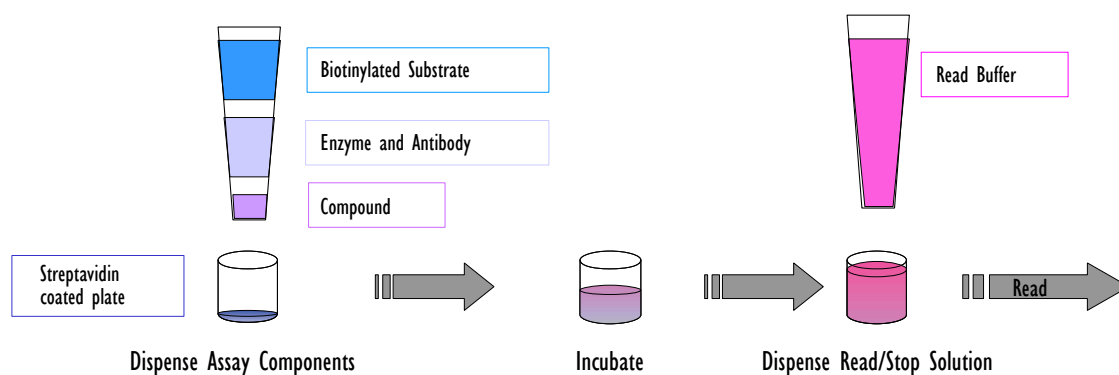 Biotinylated Substrate
Read Buffer
Enzyme and Antibody
Compound
Streptavidin
coated plate
Read
Dispense Assay Components
Incubate
Dispense Read/Stop Solution